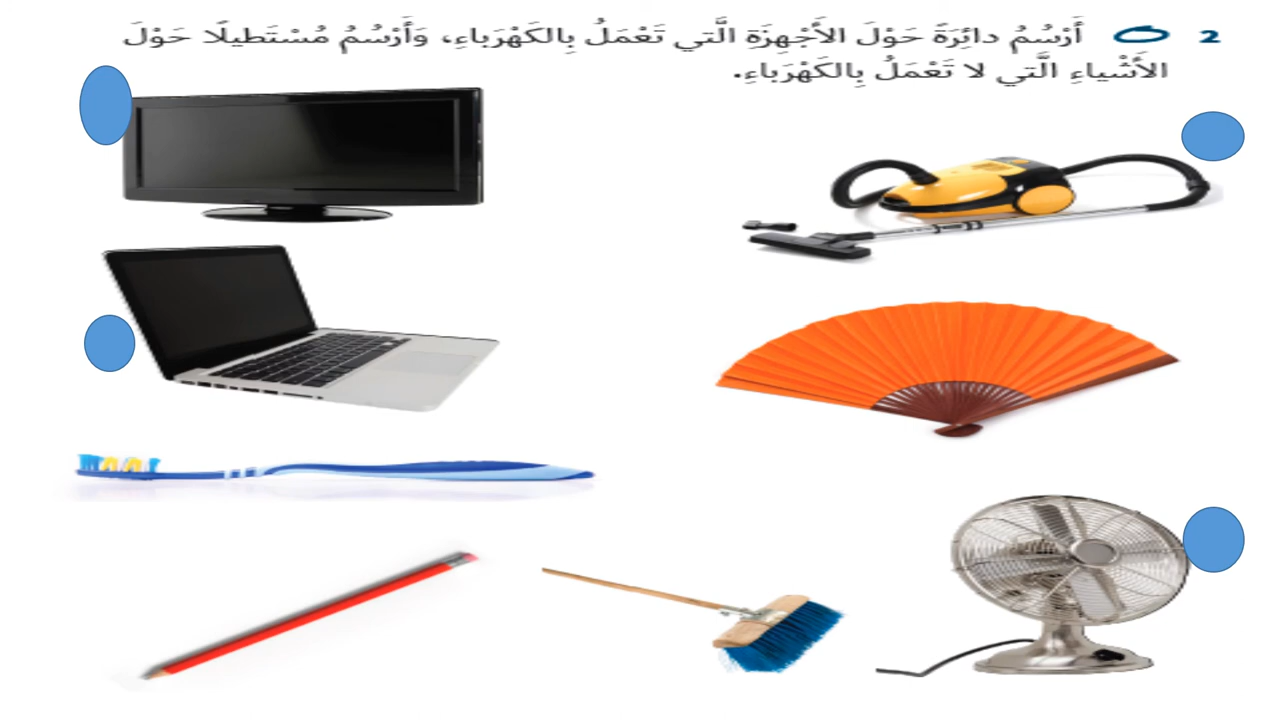 2 أَرْسُمُ دائِرَةً حَوْلَ الأَجْهِزَةِ الَّتي تَعْمَلُ بِالكَهْرَباءِ، وَأَرْسُمُ مُسْتَطيلًا حَوْلَ
الأَشْياءِ الَّتي لا تَعْمَلُ بِالكَهْرَباءِ.